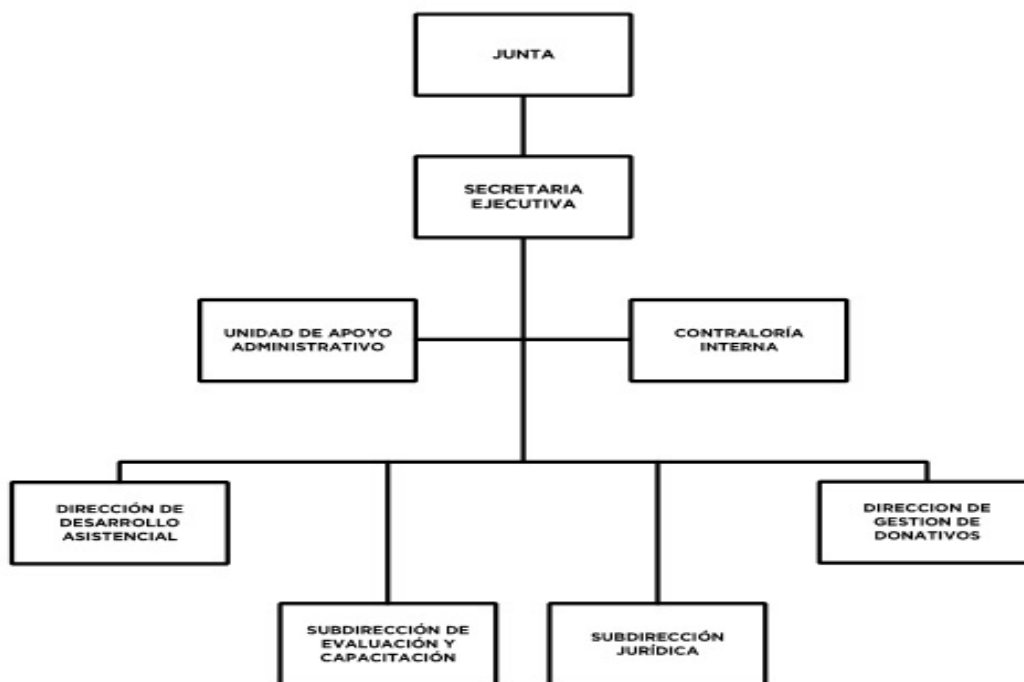 JUNTA
SECRETARIA
EJECUTIVA
UNIDAD DE APOYO
ADMINISTRATIVO
CONTRALORÍA
INTERNA
DIRECCIÓN DE
DESARROLLO
ASISTENCIAL
DIRECCION DE
GESTION DE
DONATIVOS
SUBDIRECCIÓN DE
EVALUACIÓN Y
CAPACITACIÓN
SUBDIRECCIÓN
JURÍDICA